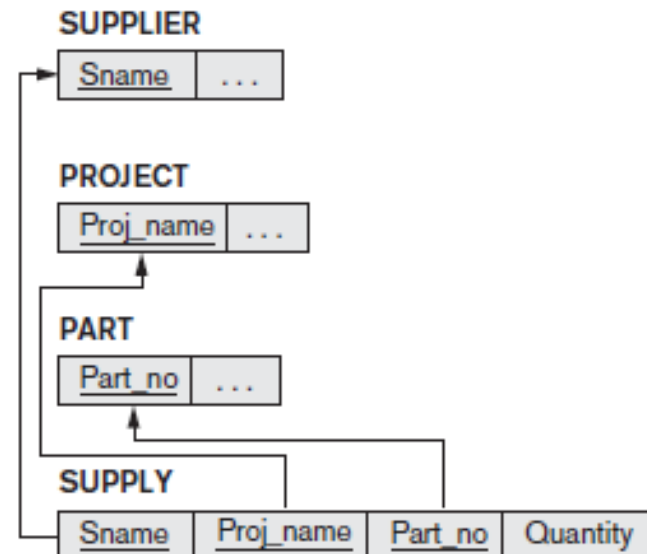 SUPPLIER
Sname ...
PROJECT
Proj_name ...
PART
Part_no ...
SUPPLY
Sname Proj_name Part_no Quantity